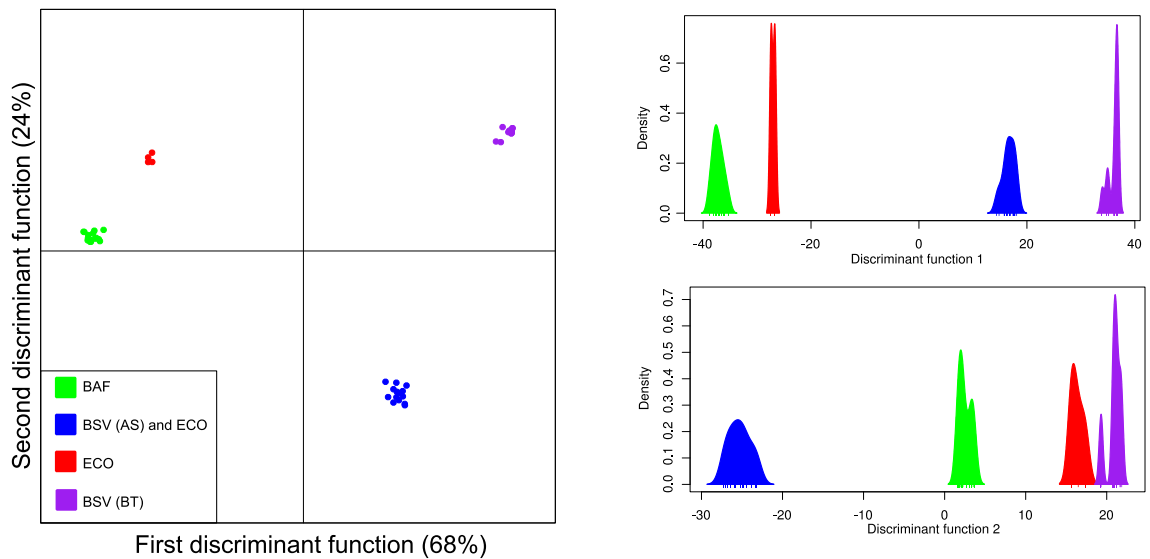 Second discriminant function (24%)
BAF
BSV (AS) and ECO
ECO
BSV (BT)
First discriminant function (68%)
Density
0.0
0.2
0.4
0.6
-40 -20 0 20 40
Discriminant function 1
Density
0.0
0.1
0.2
0.3
0.4
0.5
0.6
0.7
-30 -20 -10 0 10 20
Discriminant function 2